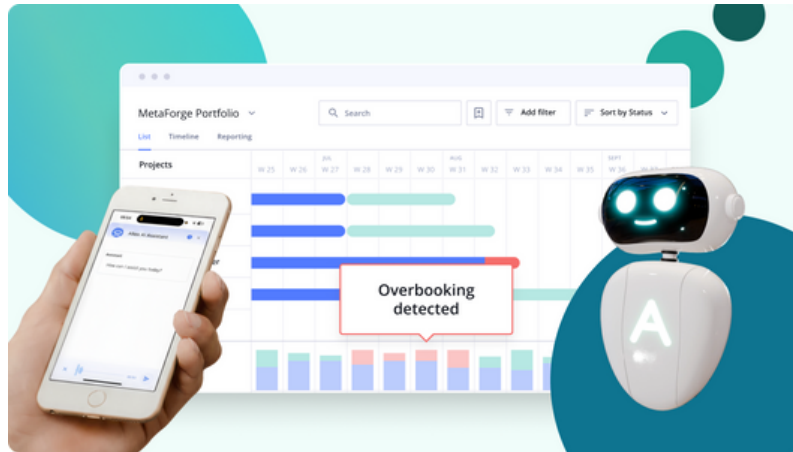 MetaForge Portfolio
Search
Add filter
Sort by Status
List Timeline Reporting
Projects
JUL AUG SEPT
W 25 W 26 W 27 W 28 W 29 W 30 W 31 W 32 W 33 W 34 W 35 W 36
Overbooking
detected
How can I assist you today?
A